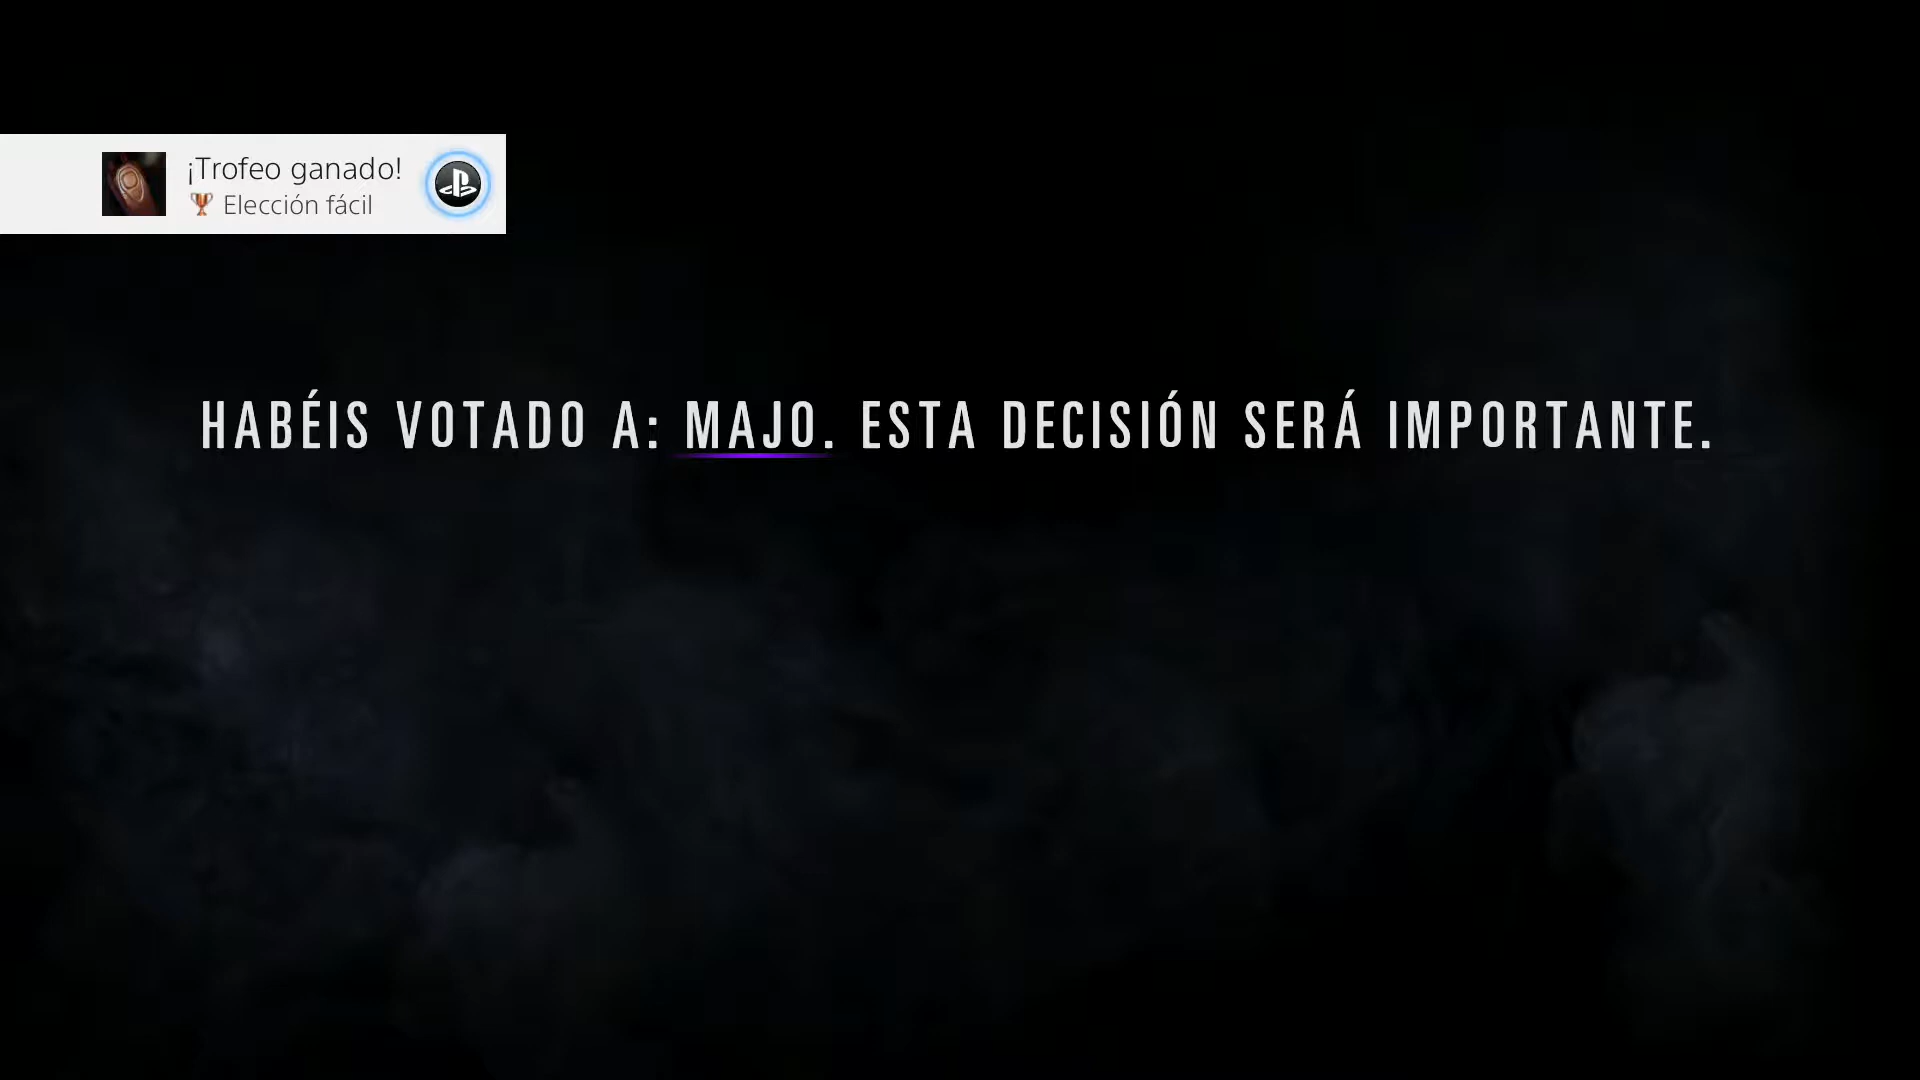 ¡Trofeo ganado!
Elección fácil
HABÉIS VOTADO A: MAJO. ESTA DECISIÓN SERÁ IMPORTANTE.